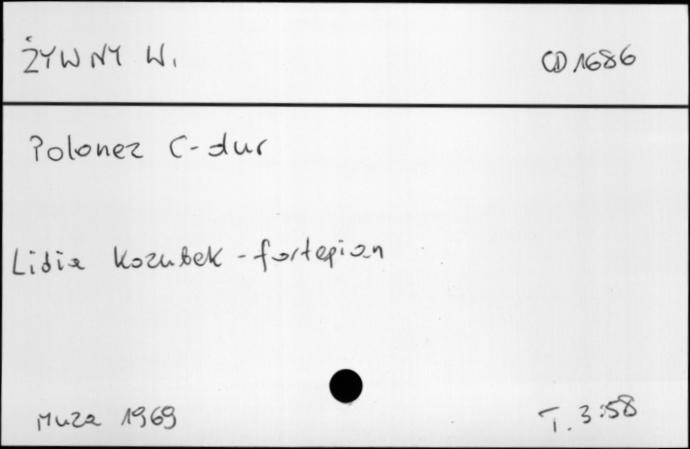 ŻYWNY W.
CD 1686
Polonez C-dur
Lidia Kozubek - fortepian
Muza 1969
T. 3:58